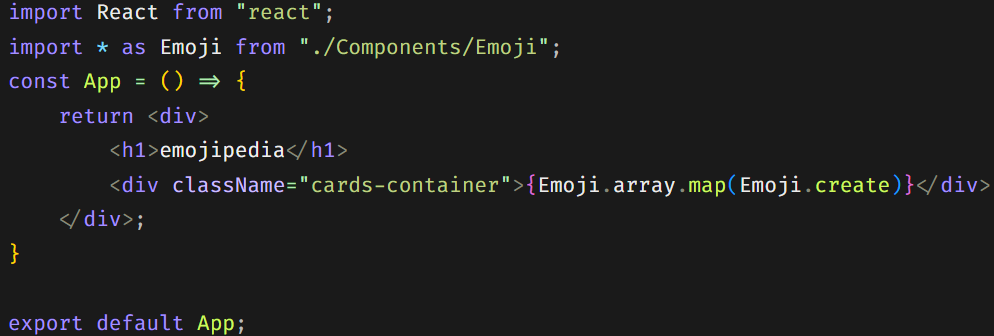 import React from "react";
import * as Emoji from "./Components/Emoji";
const App = () => {
    return <div>
        <h1>emojipedia</h1>
        <div className="cards-container">{Emoji.array.map(Emoji.create)}</div>
    </div>;
}

export default App;